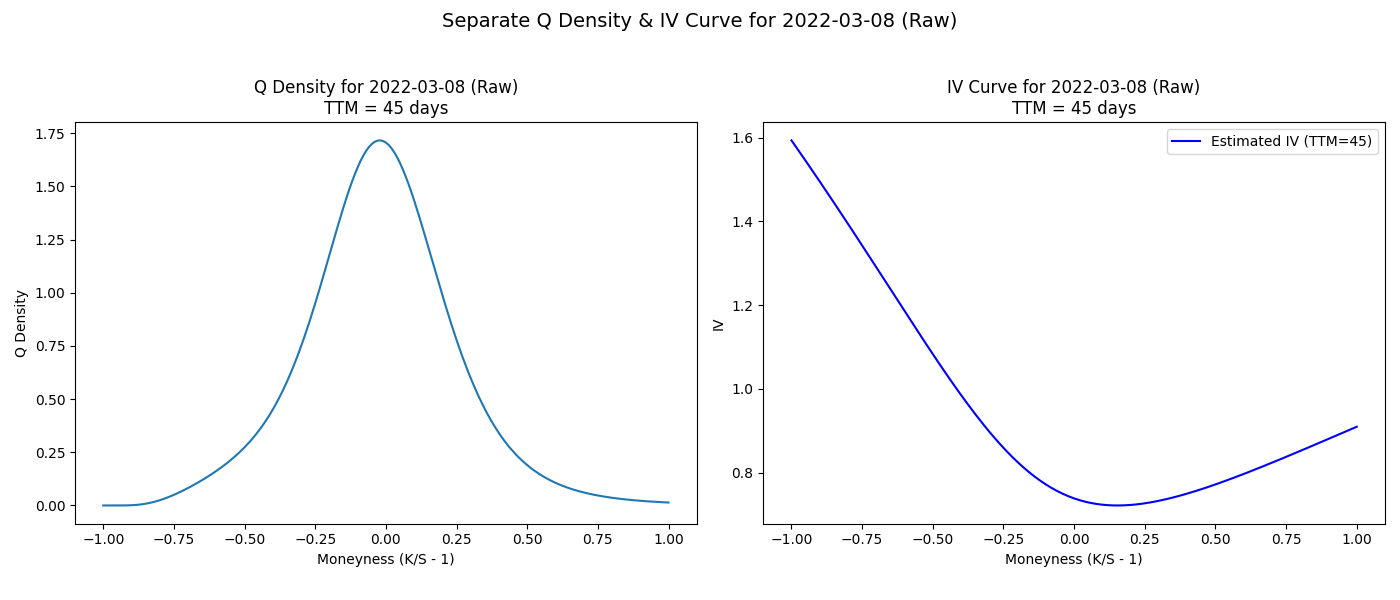 Separate Q Density & IV Curve for 2022-03-08 (Raw)
Q Density for 2022-03-08 (Raw)
TTM = 45 days
1.75
1.50
1.25
1.00
0.75
0.50
0.25
0.00
Q Density
−1.00 −0.75 −0.50 −0.25 0.00 0.25 0.50 0.75 1.00
Moneyness (K/S - 1)
IV Curve for 2022-03-08 (Raw)
TTM = 45 days
Estimated IV (TTM=45)
1.6
1.4
1.2
1.0
0.8
IV
−1.00 −0.75 −0.50 −0.25 0.00 0.25 0.50 0.75 1.00
Moneyness (K/S - 1)